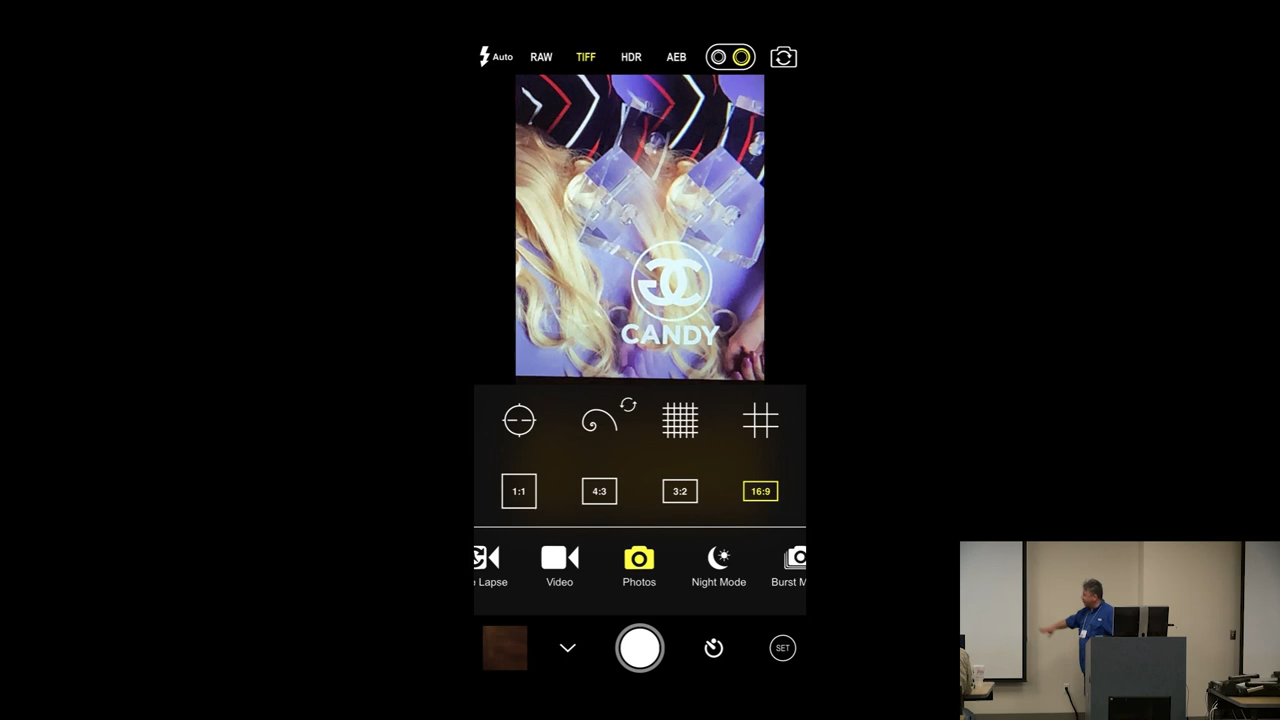 Auto RAW TIFF HDR AEB
CANDY
1:1 4:3 3:2 16:9
e Lapse Video Photos Night Mode Burst M
SET